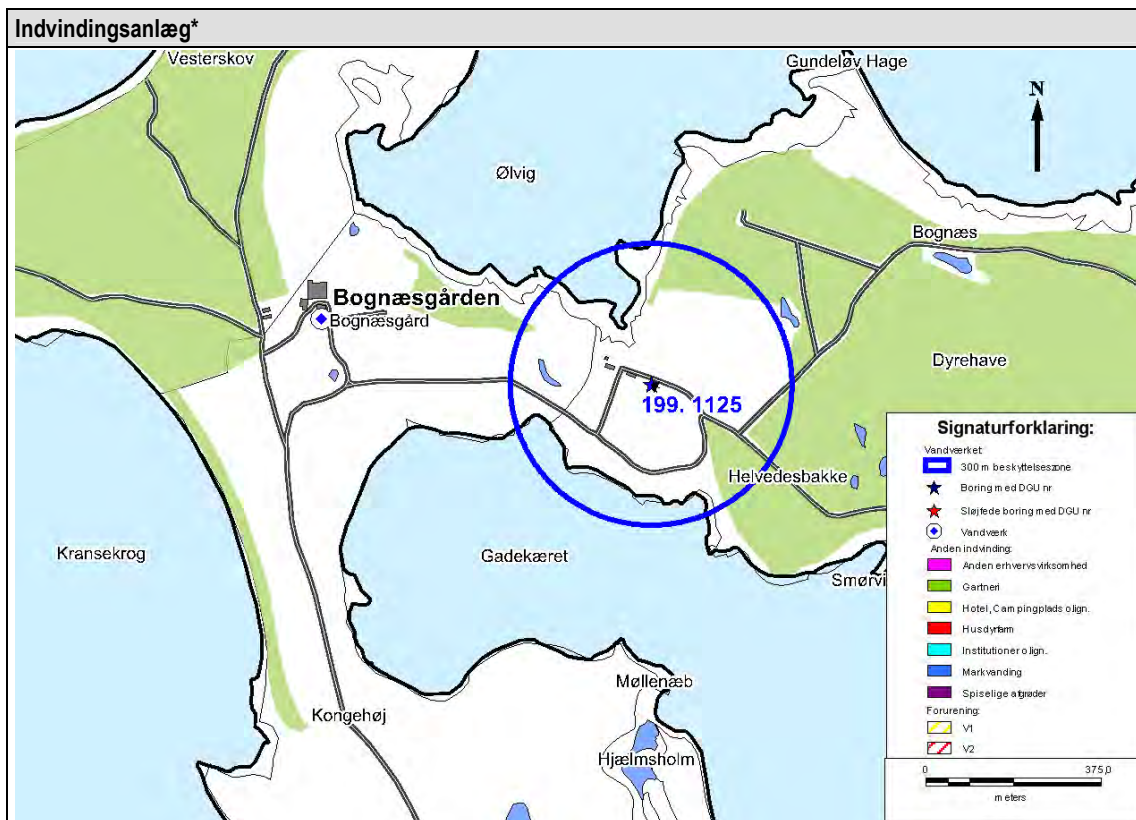 Indvindingsanlæg*
Vesterskov
Gundeløv Hage
N
Ølvig
Bognæs
Bognæsgården
Bognæsgård
Dyrehave
199. 1125
Helvedesbakke
Kransekrog
Gadekæret
Smørvi
Møllenæb
Kongehøj
Hjælmsholm
Signaturforklaring:
Vandværket
300 m beskyttelseszone
Boring med DGU nr
Sløjfede boring med DGU nr
Vandværk
Anden indvinding:
Anden erhvervsvirksomhed
Gartneri
Hotel, Campingplads olign.
Husdyrfarm
Institutioner olign.
Markvanding
Spiselige afgrøder
Forurening:
V1
V2
0 375,0
meters